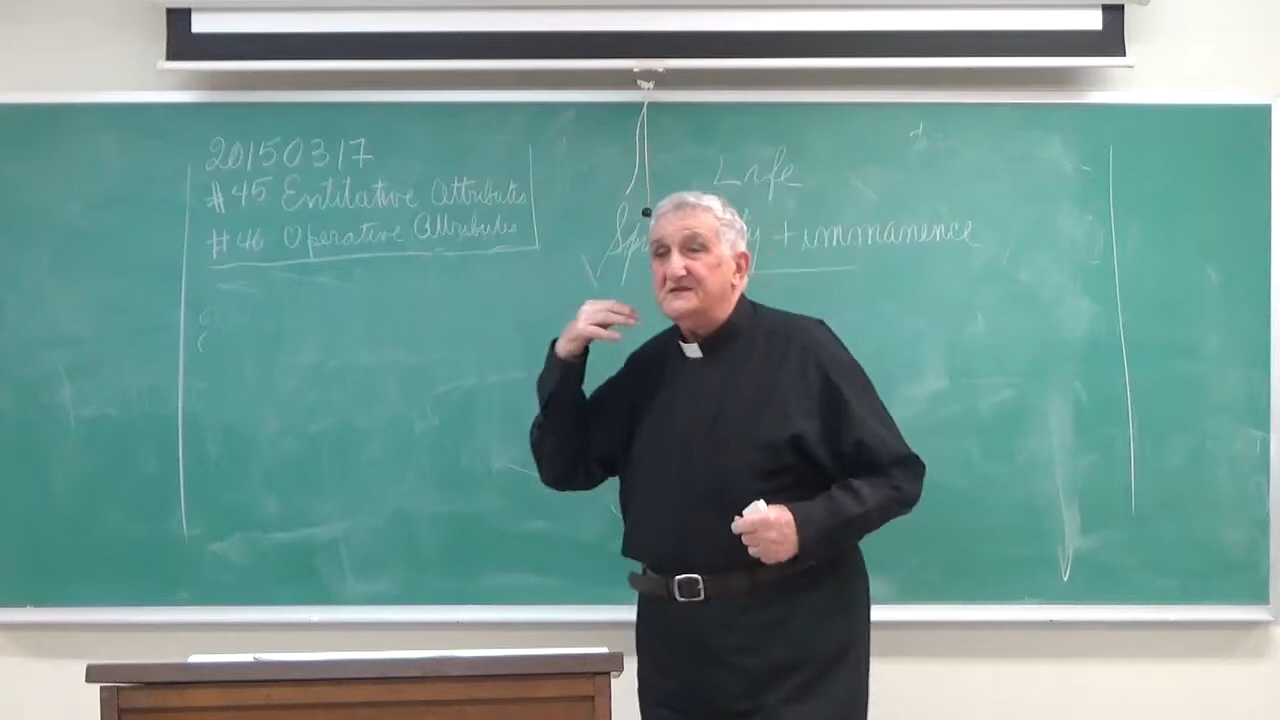 20150317
#45 Entitative Attributes
#46 Operative Attributes
Life
+ immanence